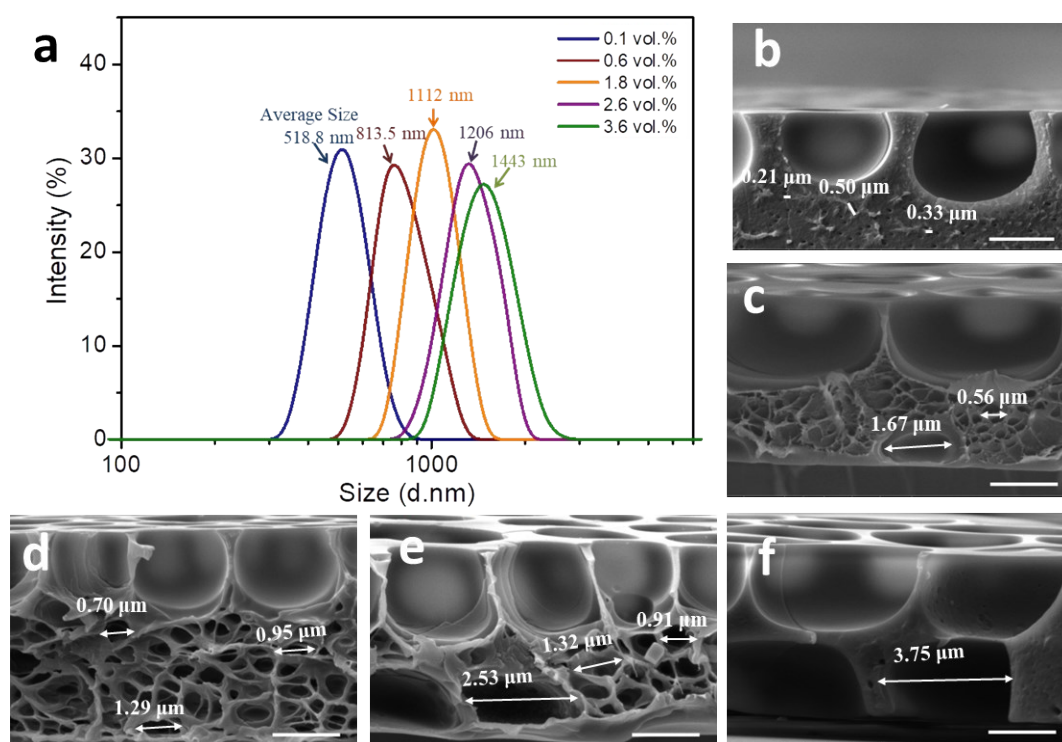 a
Intensity (%)
40
30
20
10
0
100
1000
Size (d.nm)
Average Size
518.8 nm
813.5 nm
1112 nm
1206 nm
1443 nm
0.1 vol.%
0.6 vol.%
1.8 vol.%
2.6 vol.%
3.6 vol.%
b
0.21 μm
0.50 μm
0.33 μm
c
0.56 μm
1.67 μm
d
0.70 μm
0.95 μm
1.29 μm
e
0.91 μm
1.32 μm
2.53 μm
f
3.75 μm